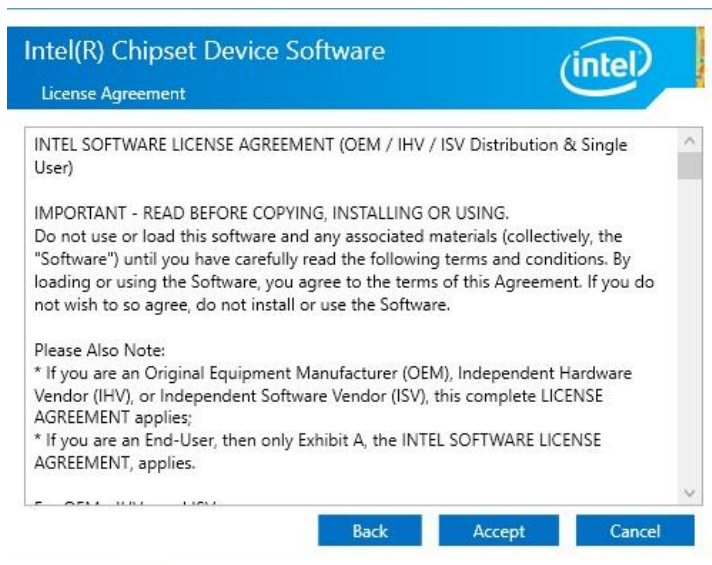 Intel(R) Chipset Device Software
intel
License Agreement
INTEL SOFTWARE LICENSE AGREEMENT (OEM / IHV / ISV Distribution & Single
User)
IMPORTANT - READ BEFORE COPYING, INSTALLING OR USING.
Do not use or load this software and any associated materials (collectively, the
"Software") until you have carefully read the following terms and conditions. By
loading or using the Software, you agree to the terms of this Agreement. If you do
not wish to so agree, do not install or use the Software.
Please Also Note:
* If you are an Original Equipment Manufacturer (OEM), Independent Hardware
Vendor (IHV), or Independent Software Vendor (ISV), this complete LICENSE
AGREEMENT applies;
* If you are an End-User, then only Exhibit A, the INTEL SOFTWARE LICENSE
AGREEMENT, applies.
Back Accept Cancel